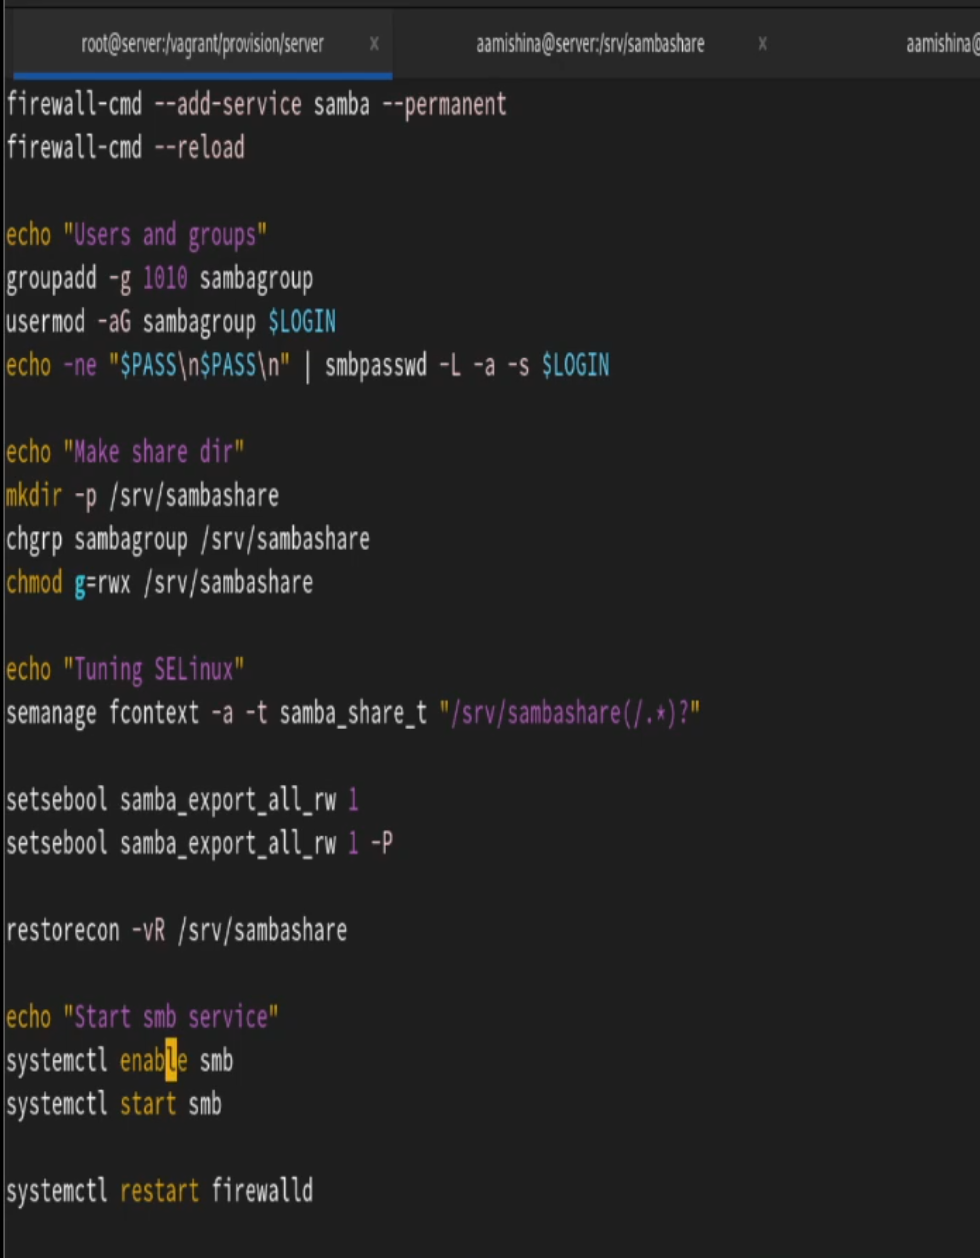 root@server:/vagrant/provision/server x aamishina@server:/srv/sambashare x aamishina@
firewall-cmd --add-service samba --permanent
firewall-cmd --reload
echo "Users and groups"
groupadd -g 1010 sambagroup
usermod -aG sambagroup $LOGIN
echo -ne "$PASS\n$PASS\n" | smbpasswd -L -a -s $LOGIN
echo "Make share dir"
mkdir -p /srv/sambashare
chgrp sambagroup /srv/sambashare
chmod g=rwx /srv/sambashare
echo "Tuning SELinux"
semanage fcontext -a -t samba_share_t "/srv/sambashare(/.*)?"
setsebool samba_export_all_rw 1
setsebool samba_export_all_rw 1 -P
restorecon -vR /srv/sambashare
echo "Start smb service"
systemctl enable smb
systemctl start smb
systemctl restart firewalld